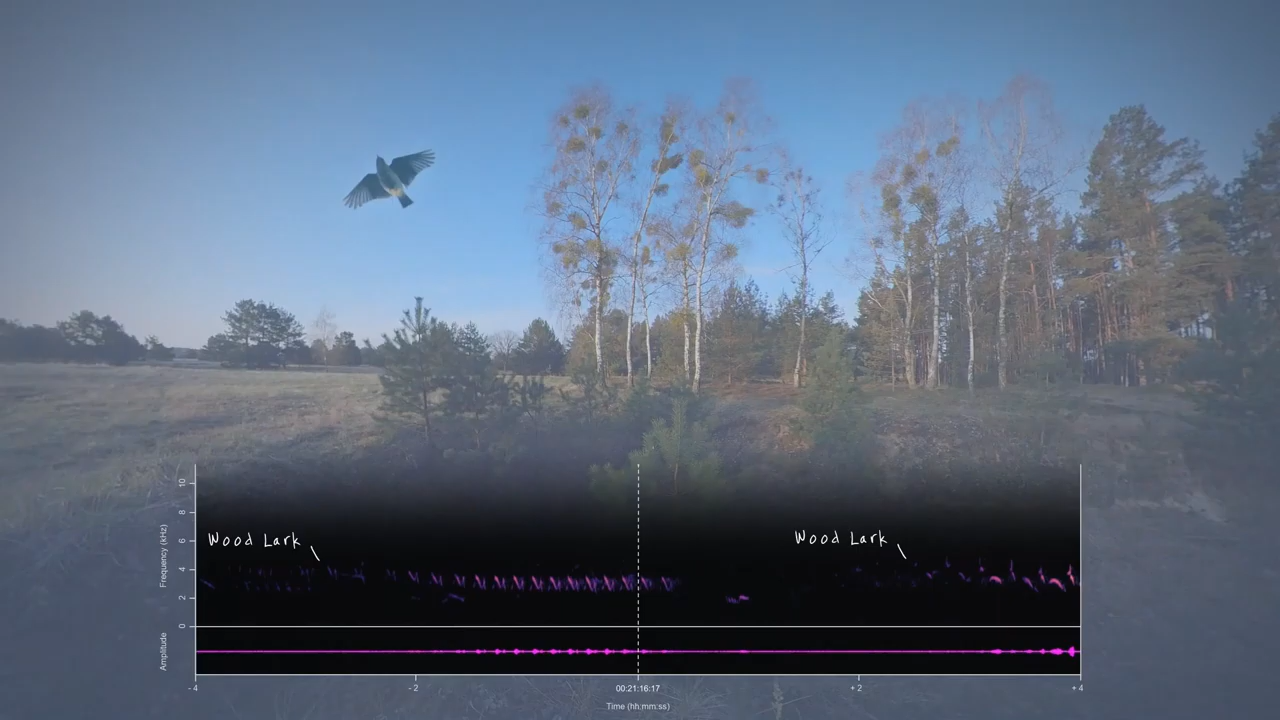 Wood Lark
Wood Lark
Frequency (kHz)
10
8
6
4
2
0
Amplitude
- 4
- 2
00:21:16:17
+ 2
+ 4
Time (hh:mm:ss)